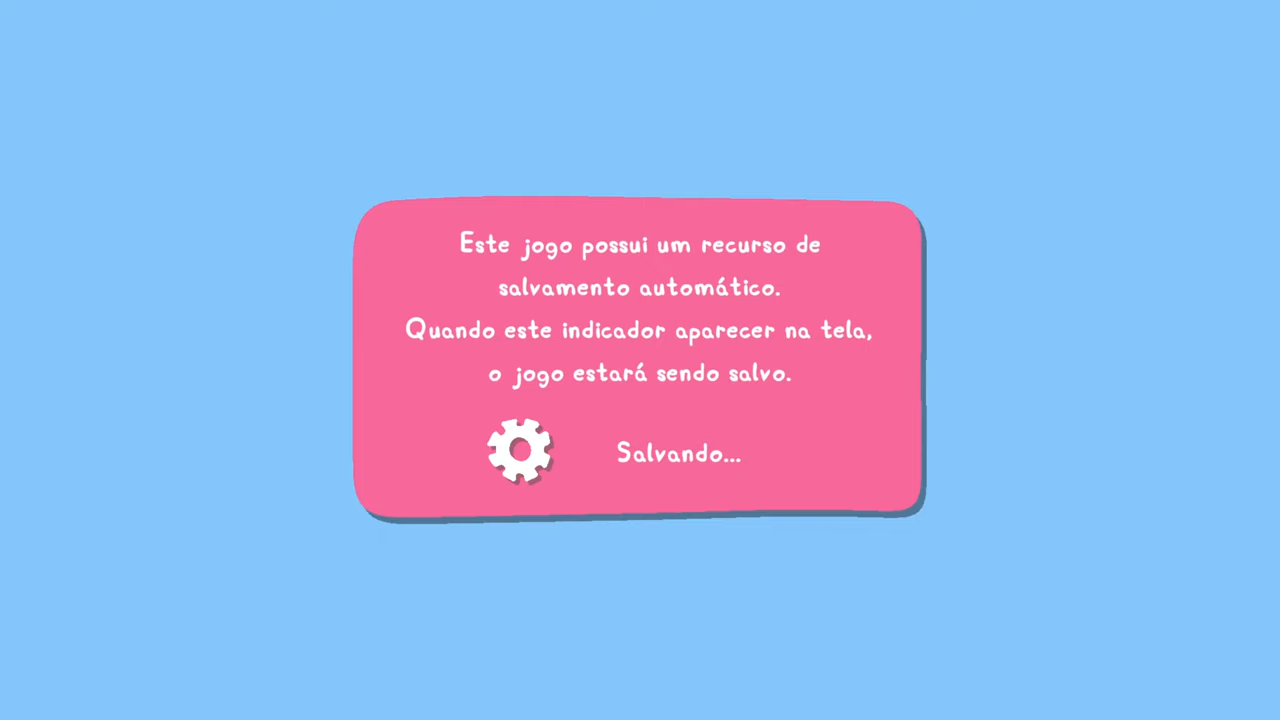 Este jogo possui um recurso de
salvamento automático.
Quando este indicador aparecer na tela,
o jogo estará sendo salvo.
Salvando...